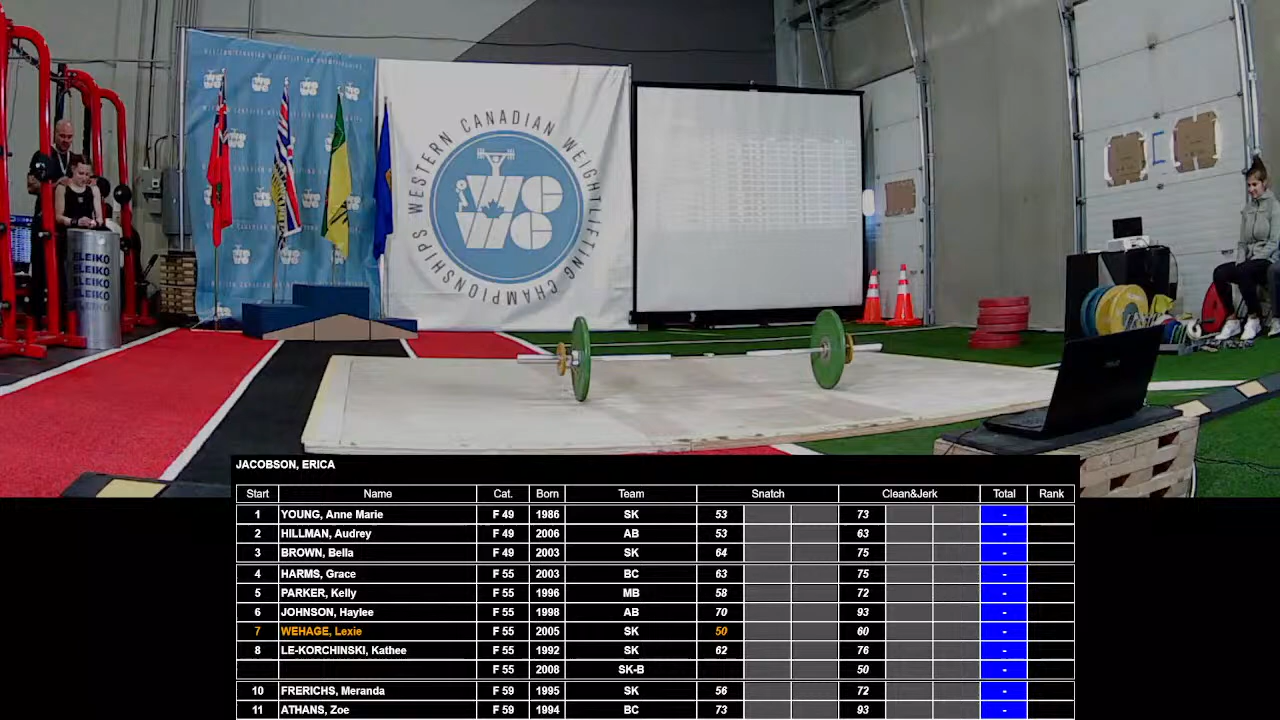 WESTERN CANADIAN WEIGHTLIFTING CHAMPIONSHIPS
WCWC
ELEIKO
ELEIKO
ELEIKO
ELEIKO
JACOBSON, ERICA
Start Name Cat. Born Team Snatch Clean&Jerk Total Rank
1 YOUNG, Anne Marie F 49 1986 SK 53 73 -
2 HILLMAN, Audrey F 49 2006 AB 53 63 -
3 BROWN, Bella F 49 2003 SK 64 75 -
4 HARMS, Grace F 55 2003 BC 63 75 -
5 PARKER, Kelly F 55 1996 MB 58 72 -
6 JOHNSON, Haylee F 55 1998 AB 70 93 -
7 WEHAGE, Lexie F 55 2005 SK 50 60 -
8 LE-KORCHINSKI, Kathee F 55 1992 SK 62 76 -
F 55 2008 SK-B 50 -
10 FRERICHS, Meranda F 59 1995 SK 56 72 -
11 ATHANS, Zoe F 59 1994 BC 73 93 -